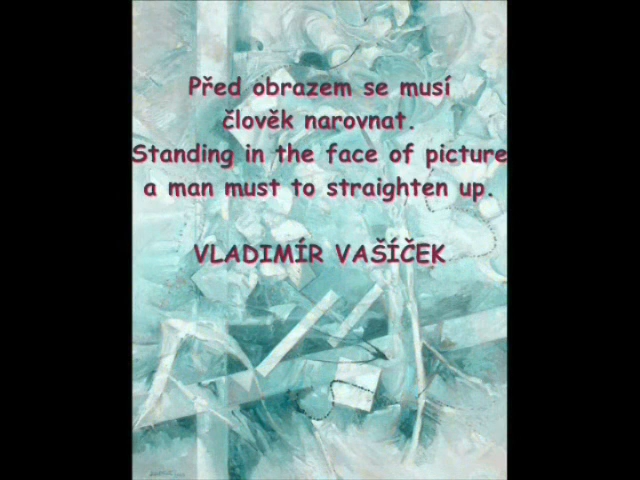 Před obrazem se musí
člověk narovnat.
Standing in the face of picture
a man must to straighten up.
VLADIMÍR VAŠÍČEK